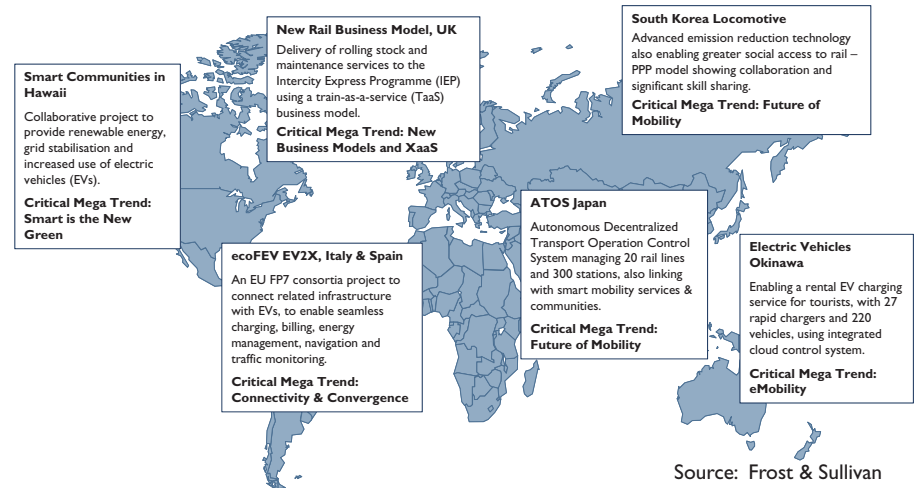 Smart Communities in
Hawaii
Collaborative project to
provide renewable energy,
grid stabilisation and
increased use of electric
vehicles (EVs).
Critical Mega Trend:
Smart is the New
Green
New Rail Business Model, UK
Delivery of rolling stock and
maintenance services to the
Intercity Express Programme (IEP)
using a train-as-a-service (TaaS)
business model.
Critical Mega Trend: New
Business Models and XaaS
South Korea Locomotive
Advanced emission reduction technology
also enabling greater social access to rail –
PPP model showing collaboration and
significant skill sharing.
Critical Mega Trend: Future of
Mobility
ecoFEV EV2X, Italy & Spain
An EU FP7 consortia project to
connect related infrastructure
with EVs, to enable seamless
charging, billing, energy
management, navigation and
traffic monitoring.
Critical Mega Trend:
Connectivity & Convergence
ATOS Japan
Autonomous Decentralized
Transport Operation Control
System managing 20 rail lines
and 300 stations, also linking
with smart mobility services &
communities.
Critical Mega Trend:
Future of Mobility
Electric Vehicles
Okinawa
Enabling a rental EV charging
service for tourists, with 27
rapid chargers and 220
vehicles, using integrated
cloud control system.
Critical Mega Trend:
eMobility
Source: Frost & Sullivan